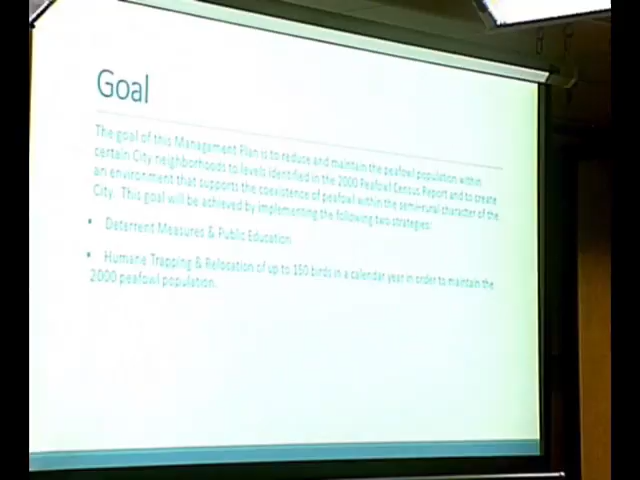 Goal
The goal of this Management Plan is to reduce and maintain the peafowl population within
certain City neighborhoods to levels identified in the 2000 Peafowl Census Report and to create
an environment that supports the coexistence of peafowl within the semi-rural character of the
City. This goal will be achieved by implementing the following two strategies:
• Deterrent Measures & Public Education
• Humane Trapping & Relocation of up to 150 birds in a calendar year in order to maintain the
2000 peafowl population.